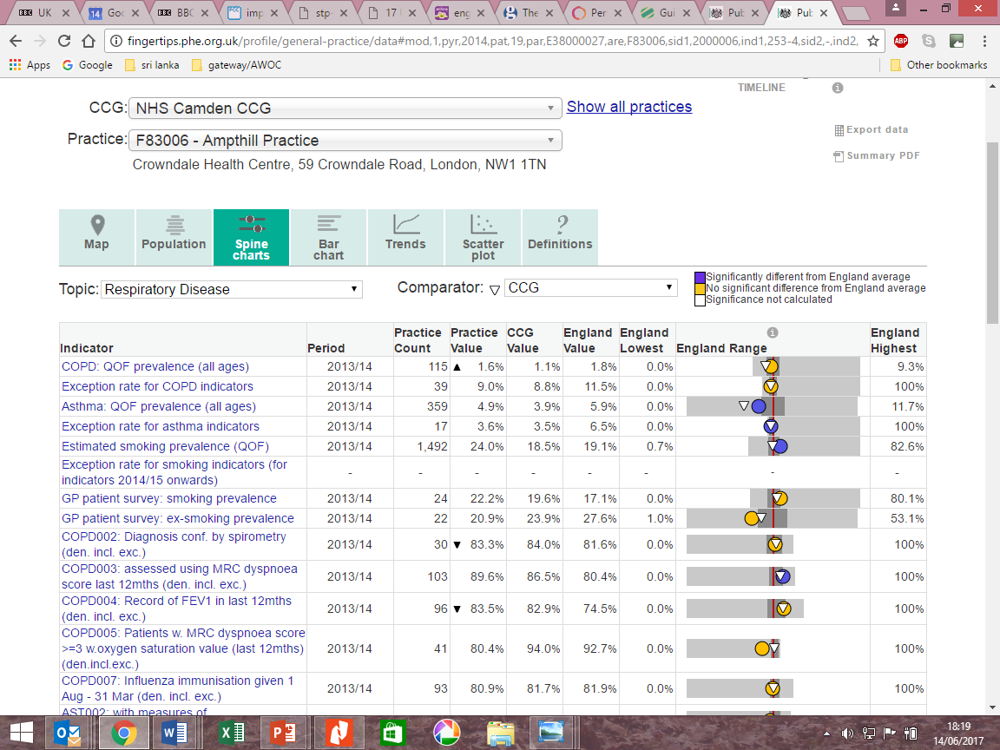 BBC UK
14 Goo
BBC BBC
imp
stp-
17
eng
The
Per
Gui
Pub
Pub
fingertips.phe.org.uk/profile/general-practice/data#mod,1,pyr,2014,pat,19,par,E38000027,are,F83006,sid1,2000006,ind1,253-4,sid2,-,ind2,
ABP
Apps Google sri lanka gateway/AWOC Other bookmarks
TIMELINE
CCG: NHS Camden CCG Show all practices
Export data
Practice: F83006 - Ampthill Practice
Summary PDF
Crowndale Health Centre, 59 Crowndale Road, London, NW1 1TN
Map
Population
Spine
charts
Bar
chart
Trends
Scatter
plot
Definitions
Topic: Respiratory Disease
Comparator: ▽ CCG
Significantly different from England average
No significant difference from England average
Significance not calculated
Indicator Period Practice Count Practice Value CCG Value England Value England Lowest England Range England Highest
COPD: QOF prevalence (all ages) 2013/14 115 ▲ 1.6% 1.1% 1.8% 0.0% 9.3%
Exception rate for COPD indicators 2013/14 39 9.0% 8.8% 11.5% 0.0% 100%
Asthma: QOF prevalence (all ages) 2013/14 359 4.9% 3.9% 5.9% 0.0% 11.7%
Exception rate for asthma indicators 2013/14 17 3.6% 3.5% 6.5% 0.0% 100%
Estimated smoking prevalence (QOF) 2013/14 1,492 24.0% 18.5% 19.1% 0.7% 82.6%
Exception rate for smoking indicators (for
indicators 2014/15 onwards) - - - - - - - -
GP patient survey: smoking prevalence 2013/14 24 22.2% 19.6% 17.1% 0.0% 80.1%
GP patient survey: ex-smoking prevalence 2013/14 22 20.9% 23.9% 27.6% 1.0% 53.1%
COPD002: Diagnosis conf. by spirometry
(den. incl. exc.) 2013/14 30 ▼ 83.3% 84.0% 81.6% 0.0% 100%
COPD003: assessed using MRC dyspnoea
score last 12mths (den. incl. exc.) 2013/14 103 89.6% 86.5% 80.4% 0.0% 100%
COPD004: Record of FEV1 in last 12mths
(den. incl. exc.) 2013/14 96 ▼ 83.5% 82.9% 74.5% 0.0% 100%
COPD005: Patients w. MRC dyspnoea score
>=3 w.oxygen saturation value (last 12mths) 2013/14 41 80.4% 94.0% 92.7% 0.0% 100%
(den.incl.exc.)
COPD007: Influenza immunisation given 1
Aug - 31 Mar (den. incl. exc.) 2013/14 93 80.9% 81.7% 81.9% 0.0% 100%
AST002: with measures of
18:19
14/06/2017